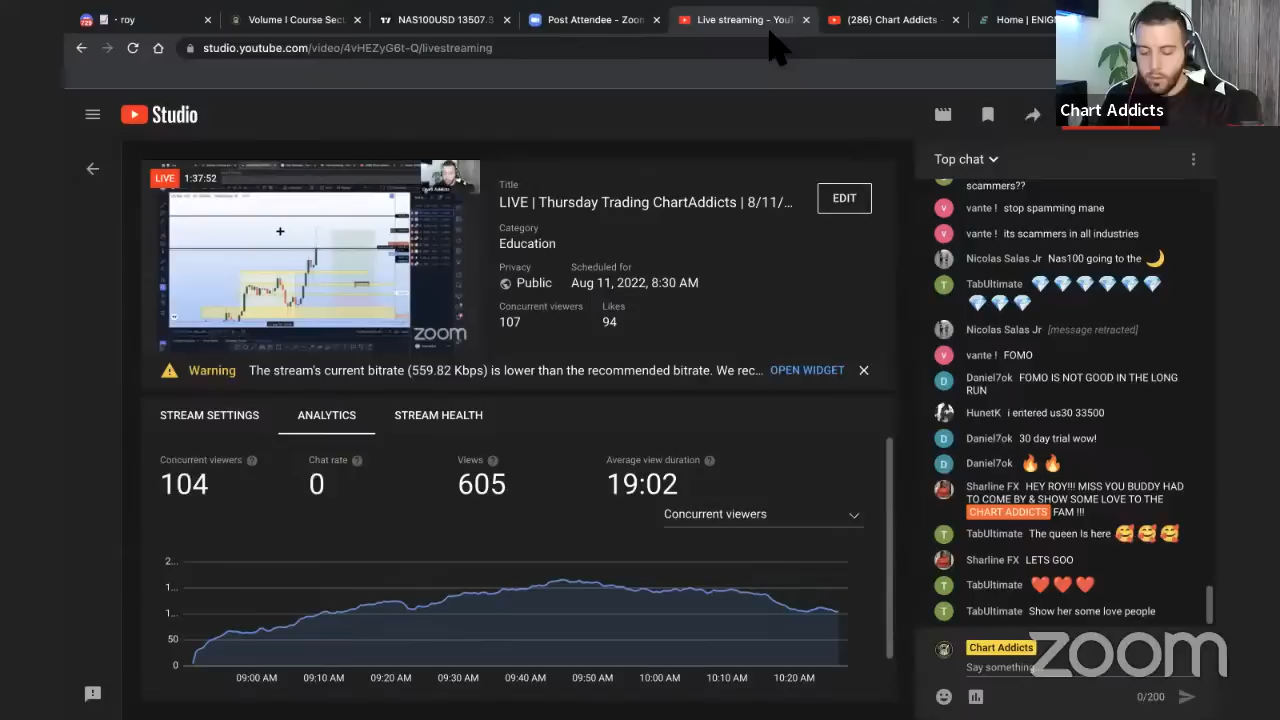 roy
Volume I Course Sect
NAS100USD 13507.5
Post Attendee - Zoom
Live streaming - YouT
(286) Chart Addicts -
Home | ENIGM
studio.youtube.com/video/4vHEZyG6t-Q/livestreaming
Chart Addicts
Studio
LIVE 1:37:52
zoom
Title
LIVE | Thursday Trading ChartAddicts | 8/11/...
EDIT
Category
Education
Privacy
Public
Scheduled for
Aug 11, 2022, 8:30 AM
Concurrent viewers
107
Likes
94
Warning The stream's current bitrate (559.82 Kbps) is lower than the recommended bitrate. We rec... OPEN WIDGET
STREAM SETTINGS
ANALYTICS
STREAM HEALTH
Concurrent viewers
104
Chat rate
0
Views
605
Average view duration
19:02
Concurrent viewers
2...
1...
1...
50
0
09:00 AM 09:10 AM 09:20 AM 09:30 AM 09:40 AM 09:50 AM 10:00 AM 10:10 AM 10:20 AM
Top chat
scammers??
vante ! stop spamming mane
vante ! its scammers in all industries
Nicolas Salas Jr Nas100 going to the 🌙
TabUltimate 💎💎💎💎💎💎
💎💎💎
Nicolas Salas Jr [message retracted]
vante ! FOMO
Daniel7ok FOMO IS NOT GOOD IN THE LONG
RUN
HunetK i entered us30 33500
Daniel7ok 30 day trial wow!
Daniel7ok 🔥🔥
Sharline FX HEY ROY!!! MISS YOU BUDDY HAD
TO COME BY & SHOW SOME LOVE TO THE
CHART ADDICTS FAM !!!
TabUltimate The queen Is here 🥰🥰🥰
Sharline FX LETS GOO
TabUltimate ❤️❤️❤️
TabUltimate Show her some love people
Chart Addicts
Say something...
0/200
zoom